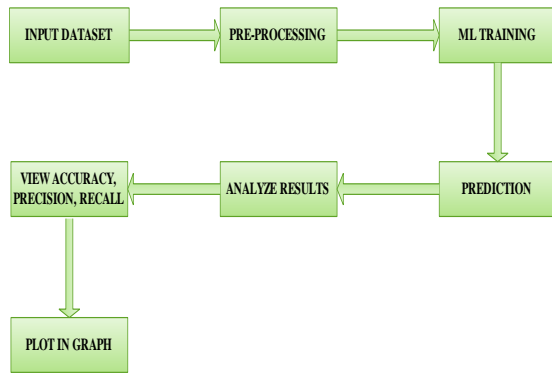 INPUT DATASET
PRE-PROCESSING
ML TRAINING
PREDICTION
ANALYZE RESULTS
VIEW ACCURACY,
PRECISION, RECALL
PLOT IN GRAPH